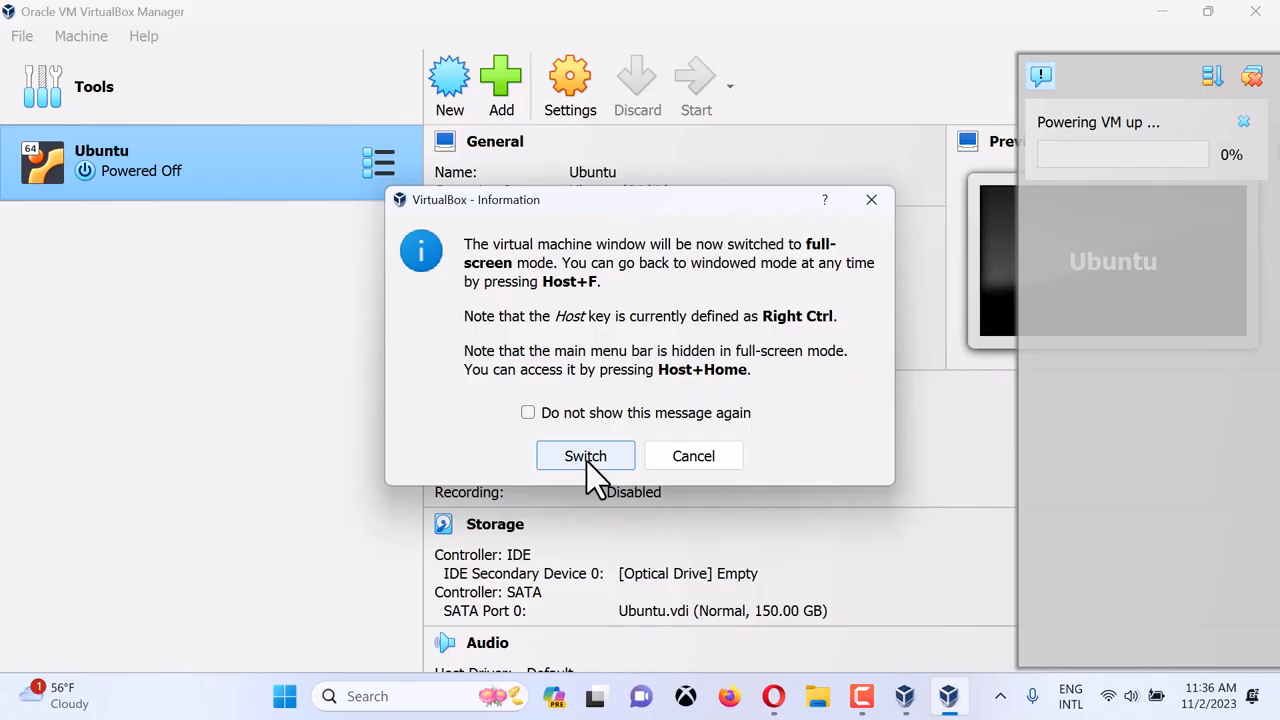 Oracle VM VirtualBox Manager
File Machine Help
Tools
New Add Settings Discard Start
64
Ubuntu
Powered Off
General
Name: Ubuntu
Powering VM up ...
0%
Ubuntu
VirtualBox - Information
?
The virtual machine window will be now switched to full-
screen mode. You can go back to windowed mode at any time
by pressing Host+F.
Note that the Host key is currently defined as Right Ctrl.
Note that the main menu bar is hidden in full-screen mode.
You can access it by pressing Host+Home.
Do not show this message again
Switch Cancel
Recording: Disabled
Storage
Controller: IDE
IDE Secondary Device 0: [Optical Drive] Empty
Controller: SATA
SATA Port 0: Ubuntu.vdi (Normal, 150.00 GB)
Audio
1
56°F
Cloudy
Search
PRE
ENG
INTL
11:36 AM
11/2/2023